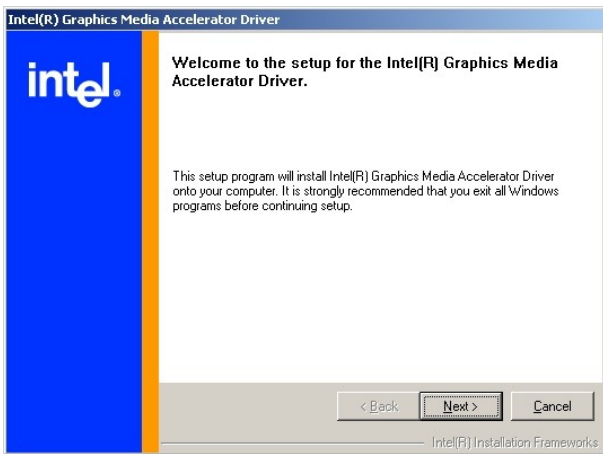 Intel(R) Graphics Media Accelerator Driver
intel.
Welcome to the setup for the Intel(R) Graphics Media
Accelerator Driver.
This setup program will install Intel(R) Graphics Media Accelerator Driver
onto your computer. It is strongly recommended that you exit all Windows
programs before continuing setup.
< Back Next > Cancel
Intel(R) Installation Frameworks